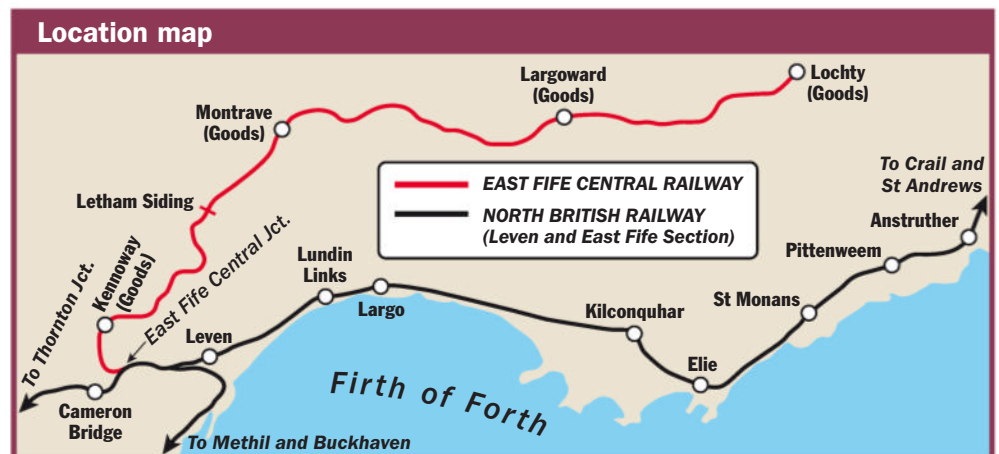 Location map
Lochty
(Goods)
Largoward
(Goods)
Montrave
(Goods)
To Crail and
St Andrews
EAST FIFE CENTRAL RAILWAY
NORTH BRITISH RAILWAY
(Leven and East Fife Section)
Letham Siding
Anstruther
Pittenweem
Kennoway
(Goods)
East Fife Central Jct.
Lundin
Links
Largo
Kilconquhar
St Monans
To Thornton Jct.
Leven
Elie
Firth of Forth
Cameron
Bridge
To Methil and Buckhaven